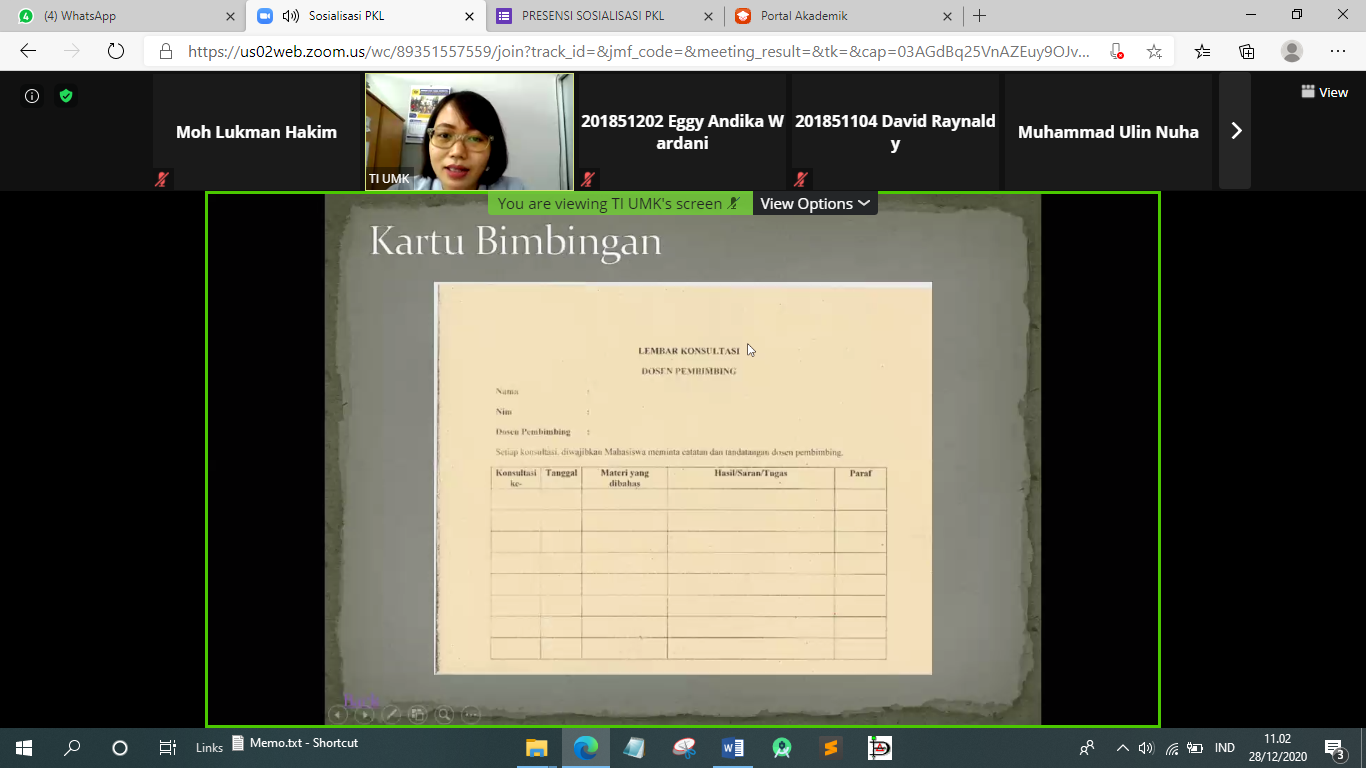 (4) WhatsApp
Sosialisasi PKL
PRESENSI SOSIALISASI PKL
Portal Akademik
https://us02web.zoom.us/wc/89351557559/join?track_id=&jmf_code=&meeting_result=&tk=&cap=03AGdBq25VnAZEuy9OJv...
View
Moh Lukman Hakim
TI UMK
201851202 Eggy Andika W
ardani
201851104 David Raynald
y
Muhammad Ulin Nuha
You are viewing TI UMK's screen
View Options
Kartu Bimbingan
LEMBAR KONSULTASI
DOSEN PEMBIMBING
Nama :
Nim :
Dosen Pembimbing :
Setiap konsultasi, diwajibkan Mahasiswa meminta catatan dan tandatangan dosen pembimbing.
Konsultasi
ke-
Tanggal
Materi yang
dibahas
Hasil/Saran/Tugas
Paraf
Links
Memo.txt - Shortcut
IND
11.02
28/12/2020
3